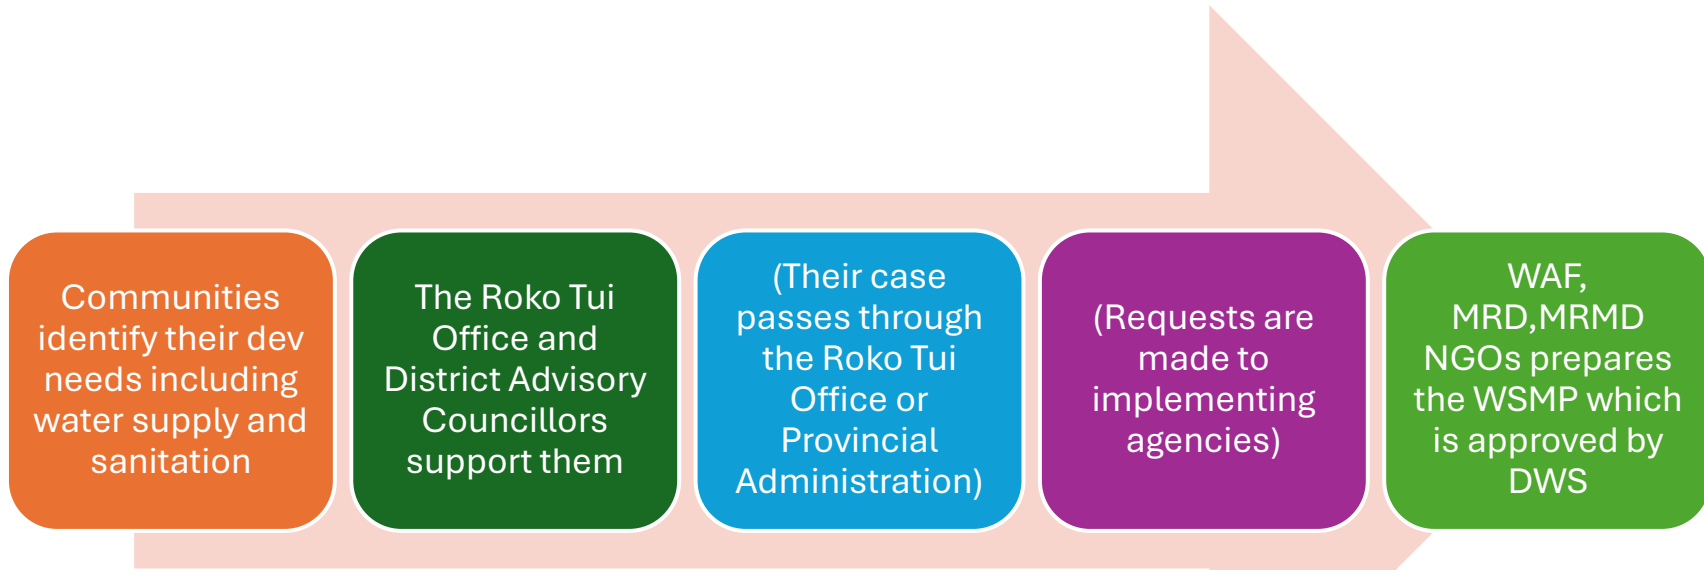 Communities
identify their dev
needs including
water supply and
sanitation
The Roko Tui
Office and
District Advisory
Councillors
support them
(Their case
passes through
the Roko Tui
Office or
Provincial
Administration)
(Requests are
made to
implementing
agencies)
WAF,
MRD,MRMD
NGOs prepares
the WSMP which
is approved by
DWS